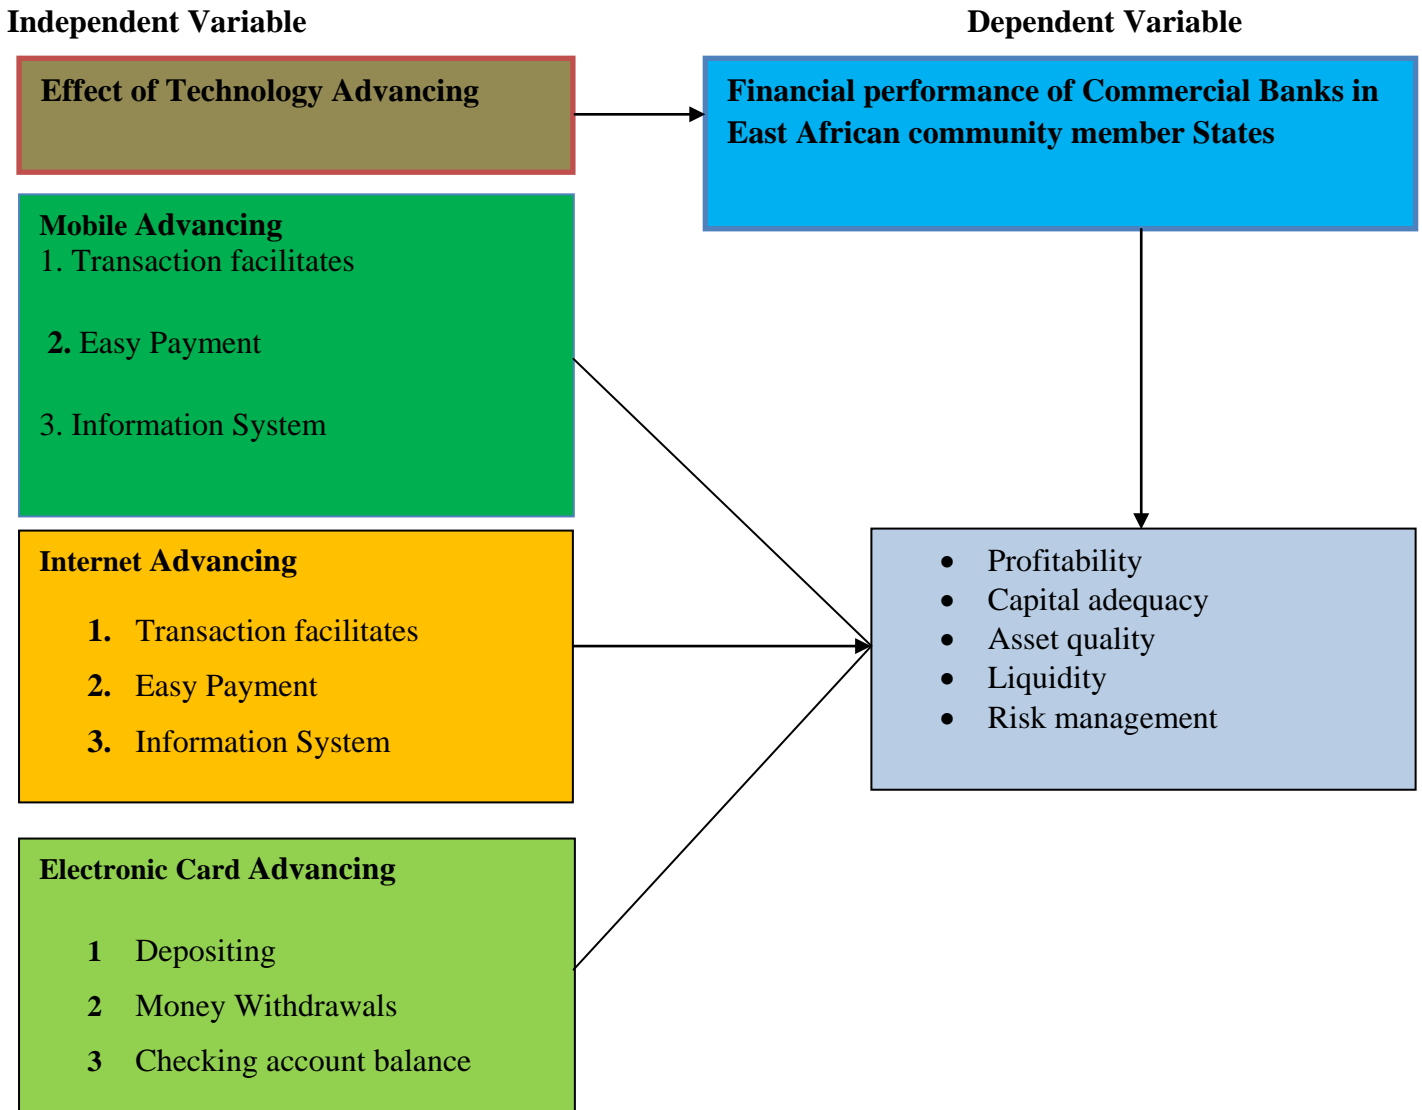 Independent Variable
Dependent Variable
Effect of Technology Advancing
Financial performance of Commercial Banks in
East African community member States
Mobile Advancing
1. Transaction facilitates
2. Easy Payment
3. Information System
Internet Advancing
1. Transaction facilitates
2. Easy Payment
3. Information System
• Profitability
• Capital adequacy
• Asset quality
• Liquidity
• Risk management
Electronic Card Advancing
1 Depositing
2 Money Withdrawals
3 Checking account balance